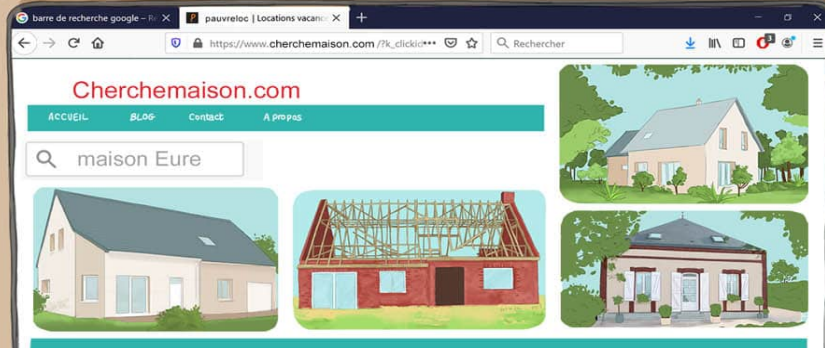 barre de recherche google – R
pauvreloc | Locations vacanc
https://www.cherchemaison.com /?k_clickid•••
Rechercher
3
Cherchemaison.com
ACCUEIL BLOG Contact A propos
maison Eure